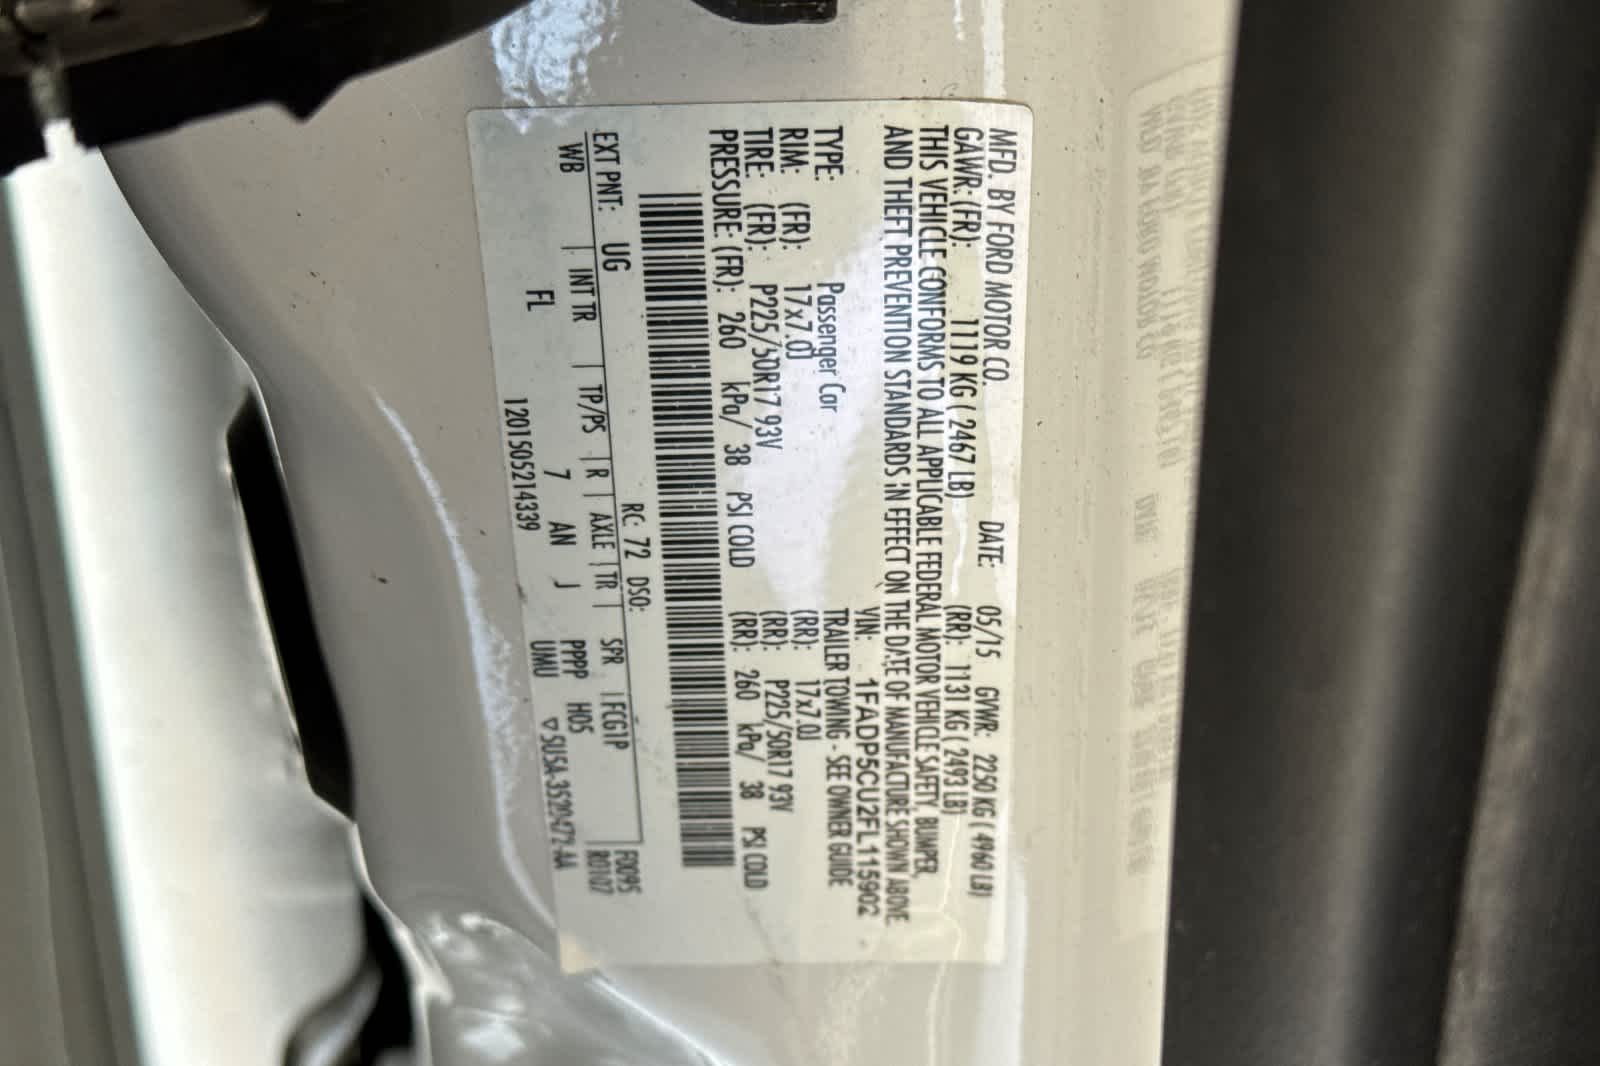 MFD. BY FORD MOTOR CO. DATE: 05/15 GVWR: 2250 KG ( 4960 LB)
GAWR: (FR): 1119 KG ( 2467 LB) (RR): 1131 KG ( 2493 LB)
THIS VEHICLE CONFORMS TO ALL APPLICABLE FEDERAL MOTOR VEHICLE SAFETY, BUMPER,
AND THEFT PREVENTION STANDARDS IN EFFECT ON THE DATE OF MANUFACTURE SHOWN ABOVE.
VIN: 1FADP5CU2FL115902
TYPE: Passenger Car TRAILER TOWING - SEE OWNER GUIDE
RIM: (FR): 17x7.0J (RR): 17x7.0J
TIRE: (FR): P225/50R17 93V (RR): P225/50R17 93V
PRESSURE: (FR): 260 kPa/ 38 PSI COLD (RR): 260 kPa/ 38 PSI COLD
EXT PNT: UG RC: 72 DSO: F0095
WB | INT TR | TP/PS | R | AXLE | TR | SPR | FCG1P R0107
FL 7 AN J PPPP HOS
UMU ▽ SU5A-3520472-AA
1201505214339